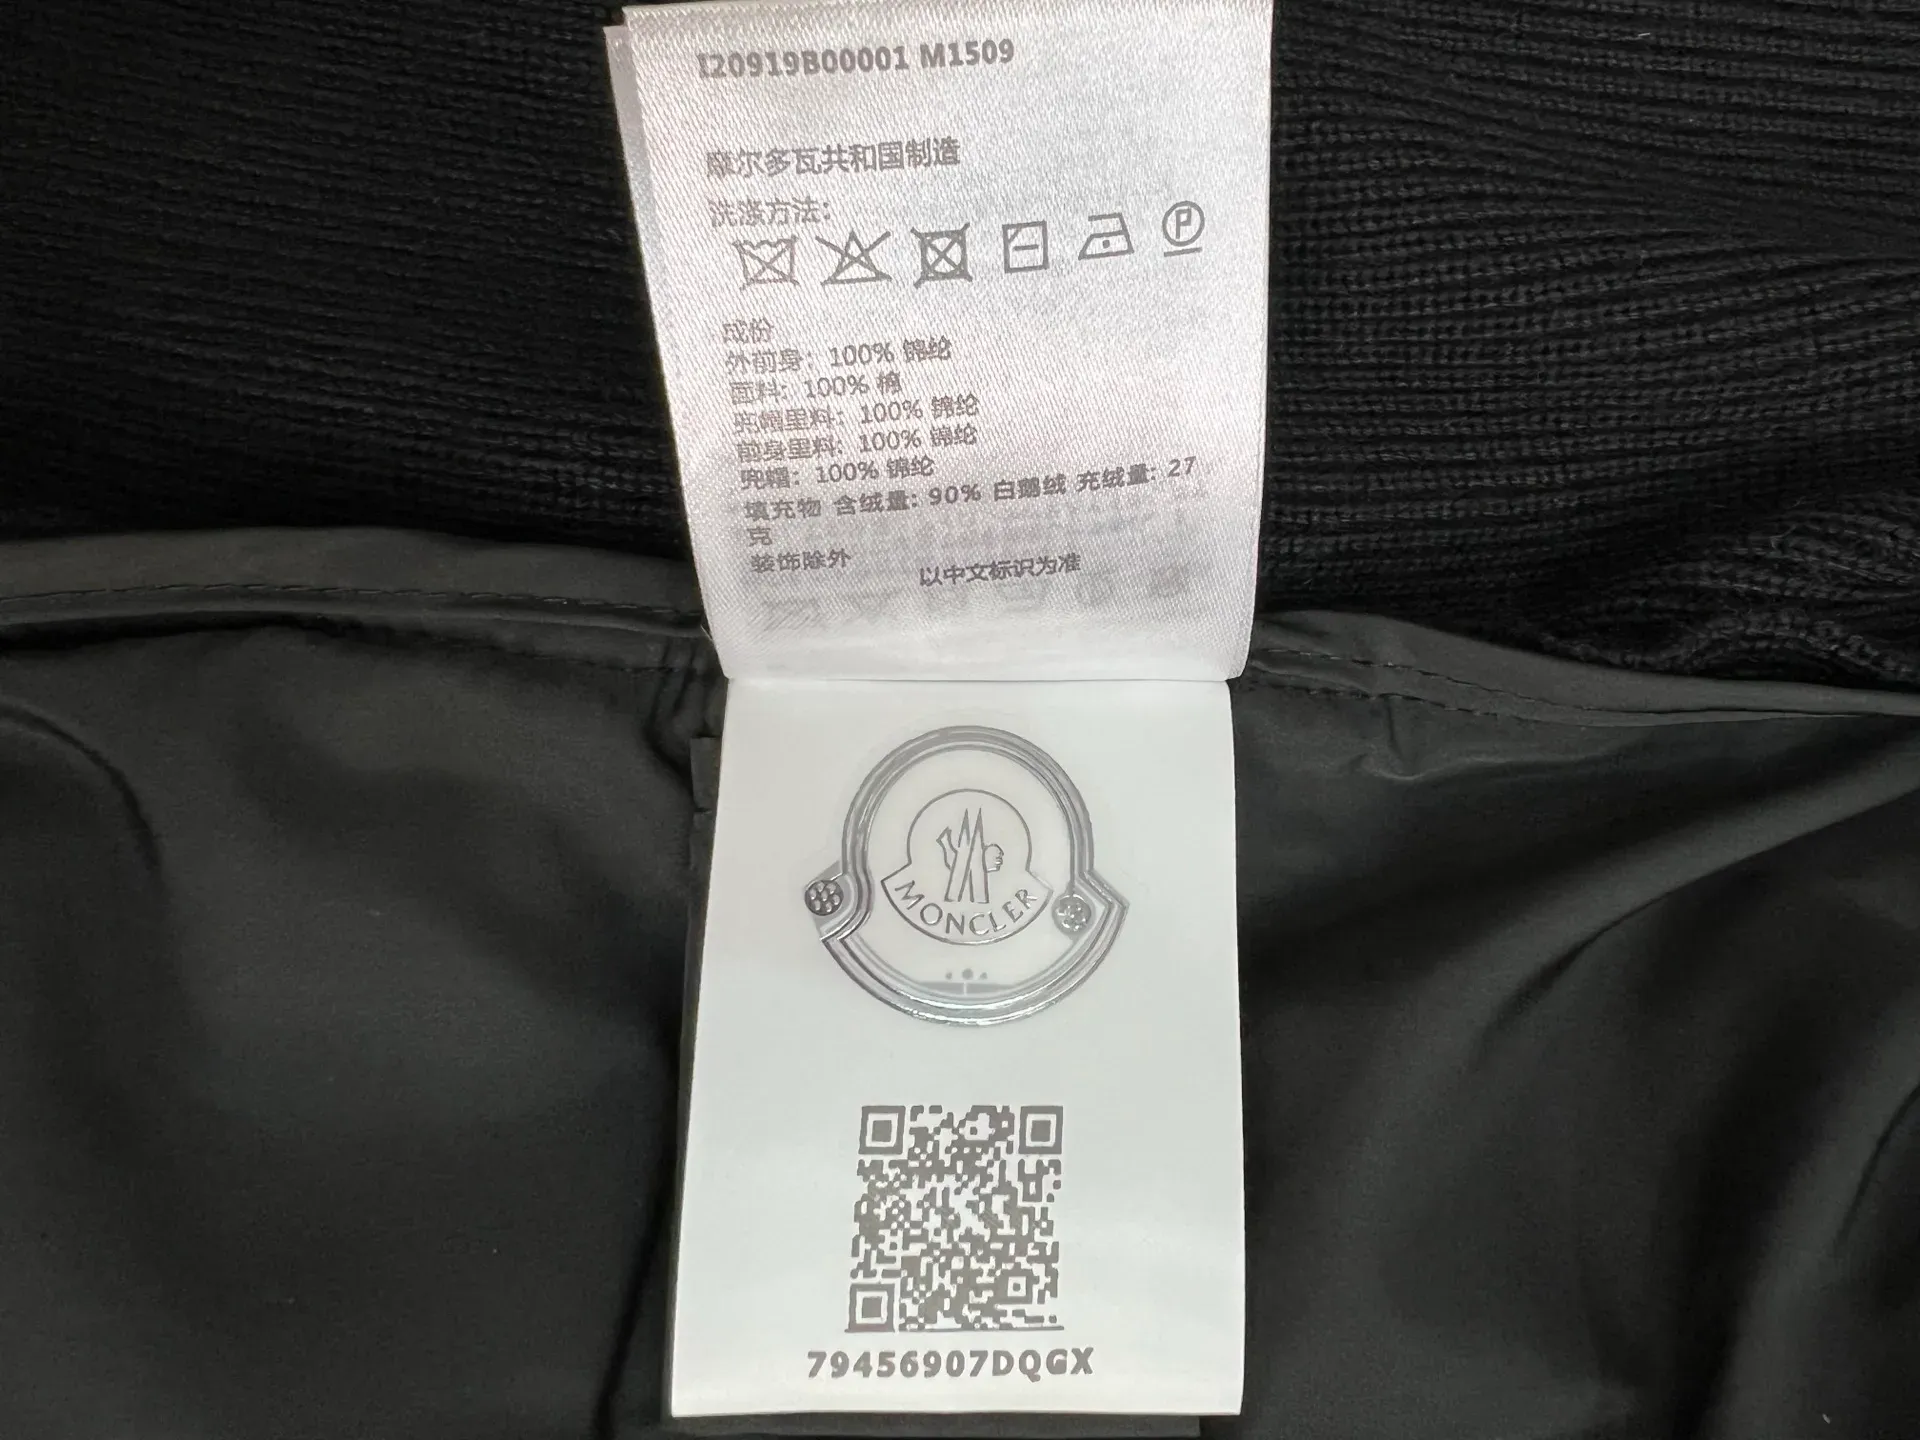 I20919B00001 M1509
摩尔多瓦共和国制造
洗涤方法:
P
成份
外前身: 100% 锦纶
面料: 100% 棉
兜帽里料: 100% 锦纶
前身里料: 100% 锦纶
兜帽: 100% 锦纶
填充物 含绒量: 90% 白鹅绒 充绒量: 27
克
装饰除外
以中文标识为准
MONCLER
79456907DQGX